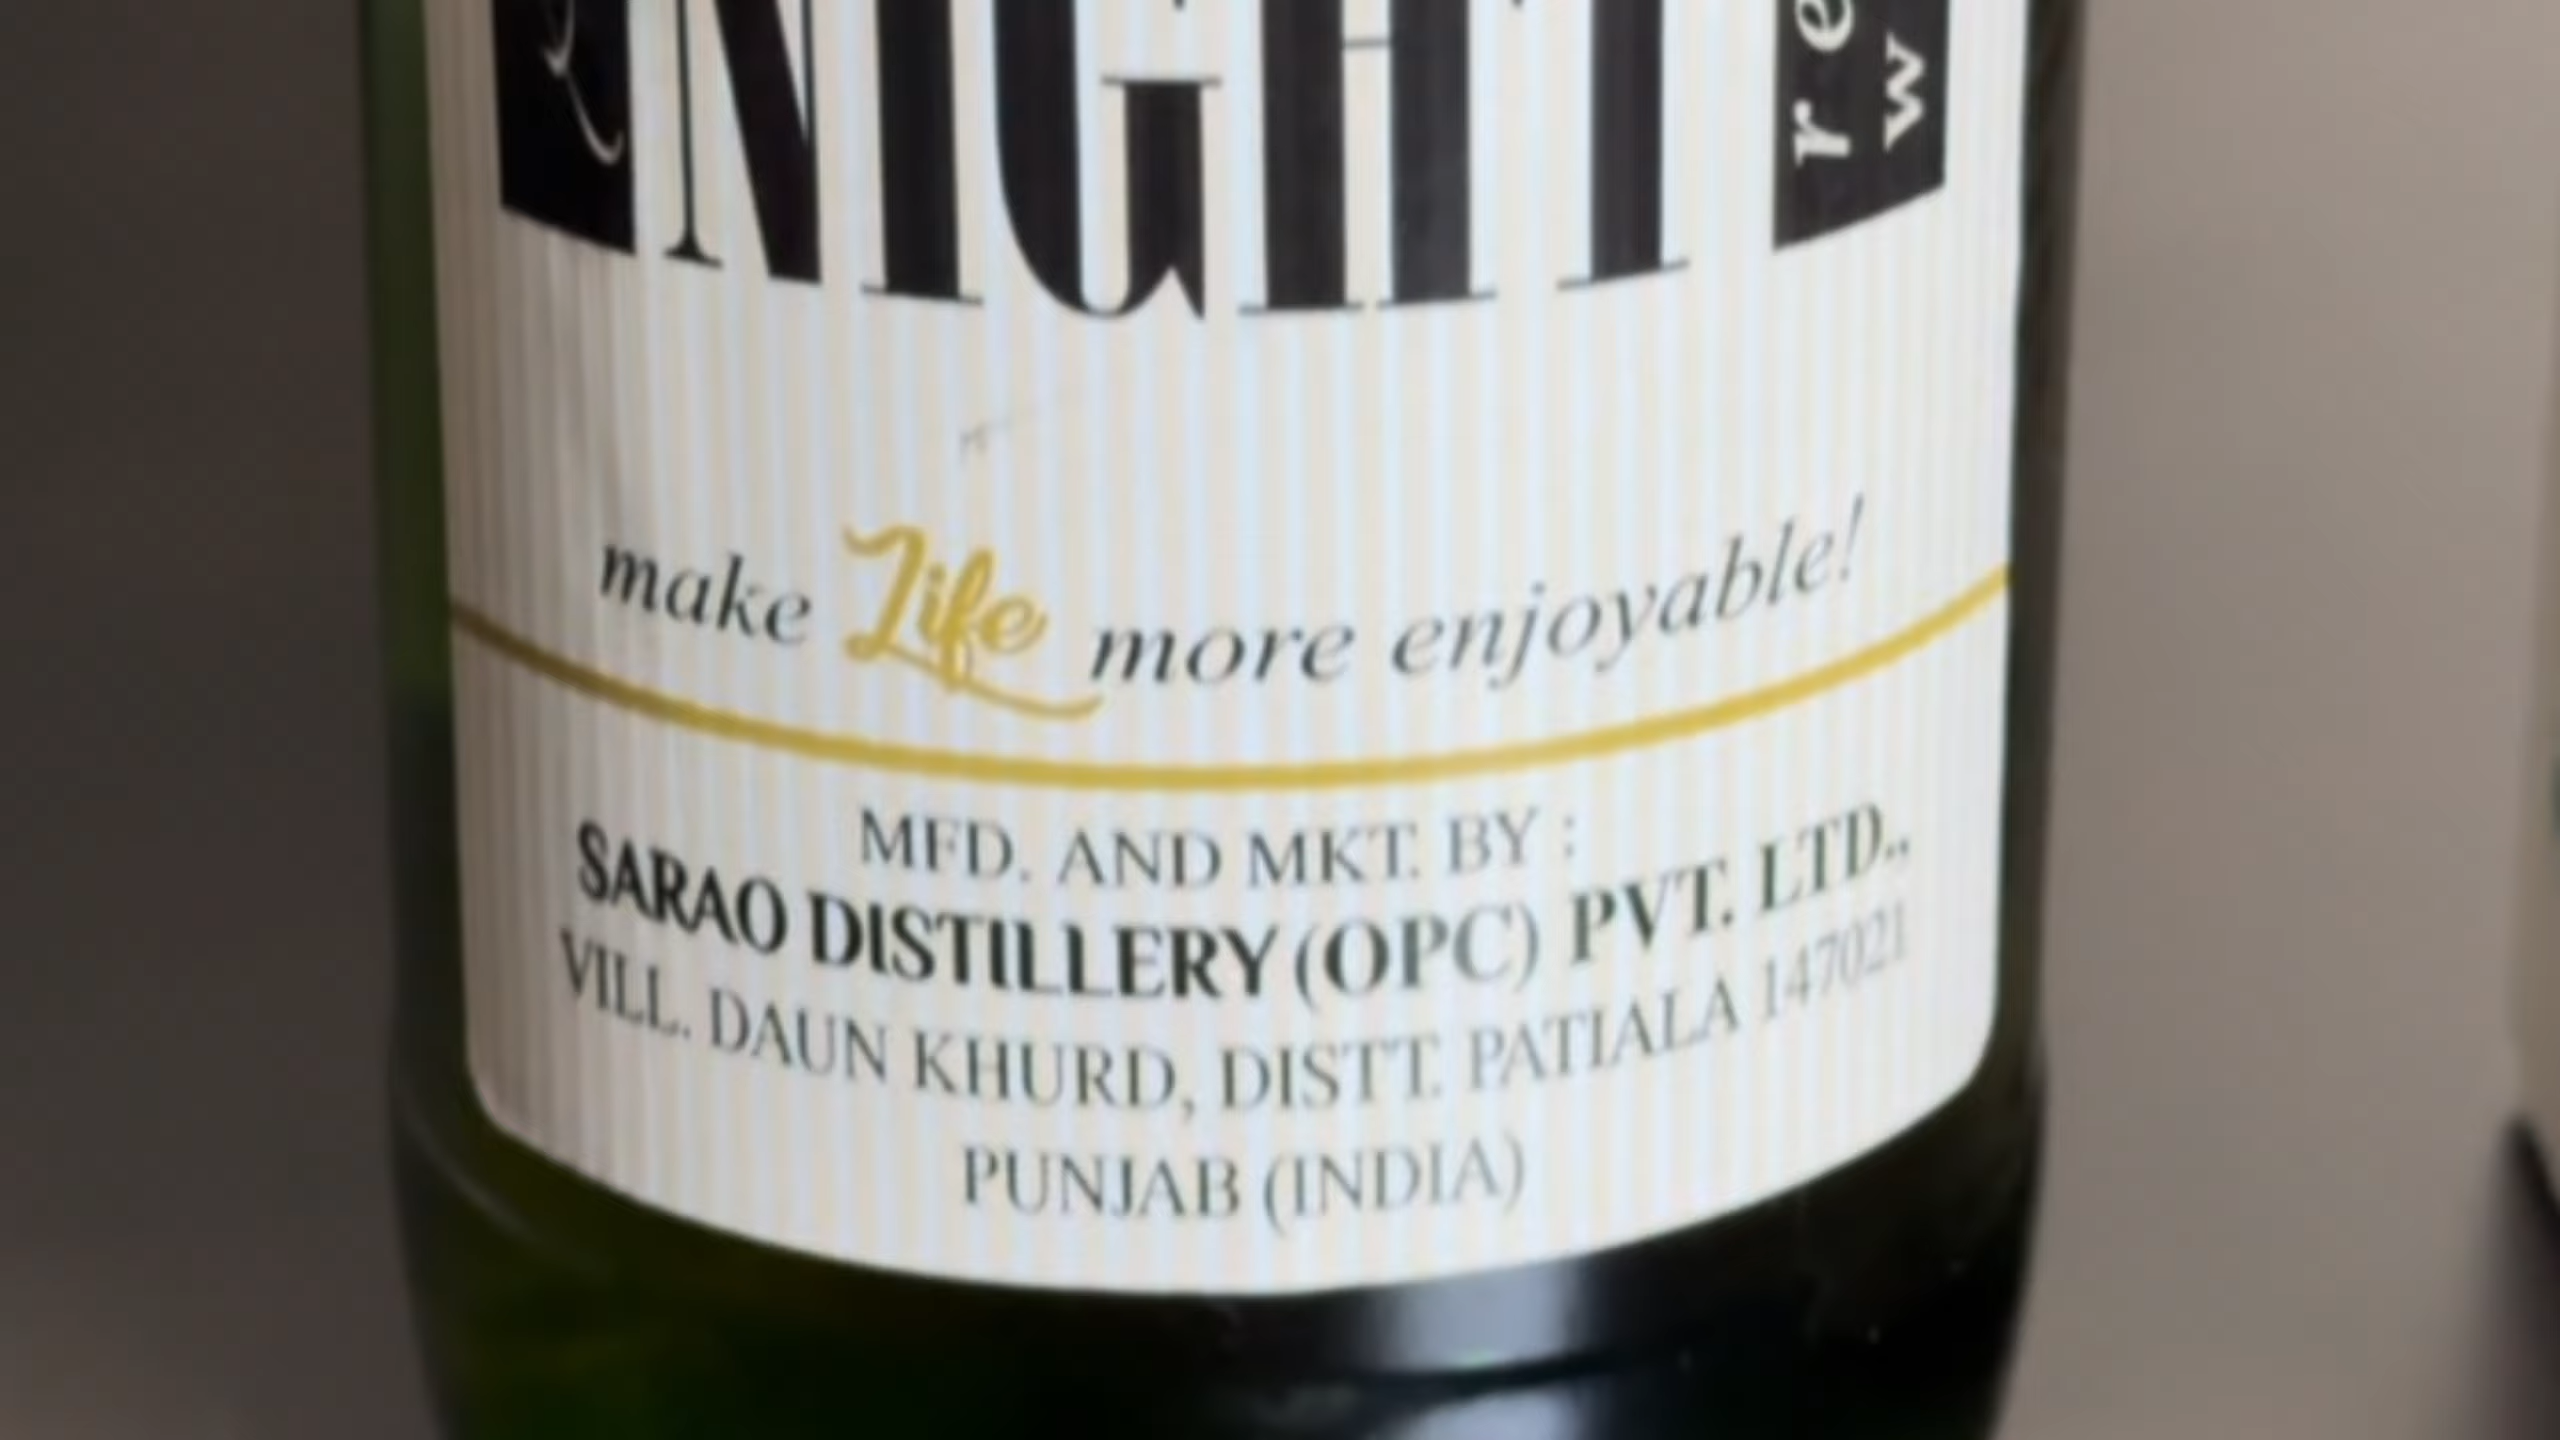 NIGHT
make Life more enjoyable!
MFD. AND MKT. BY :
SARAO DISTILLERY (OPC) PVT. LTD.,
VILL. DAUN KHURD, DISTT. PATIALA 147021
PUNJAB (INDIA)